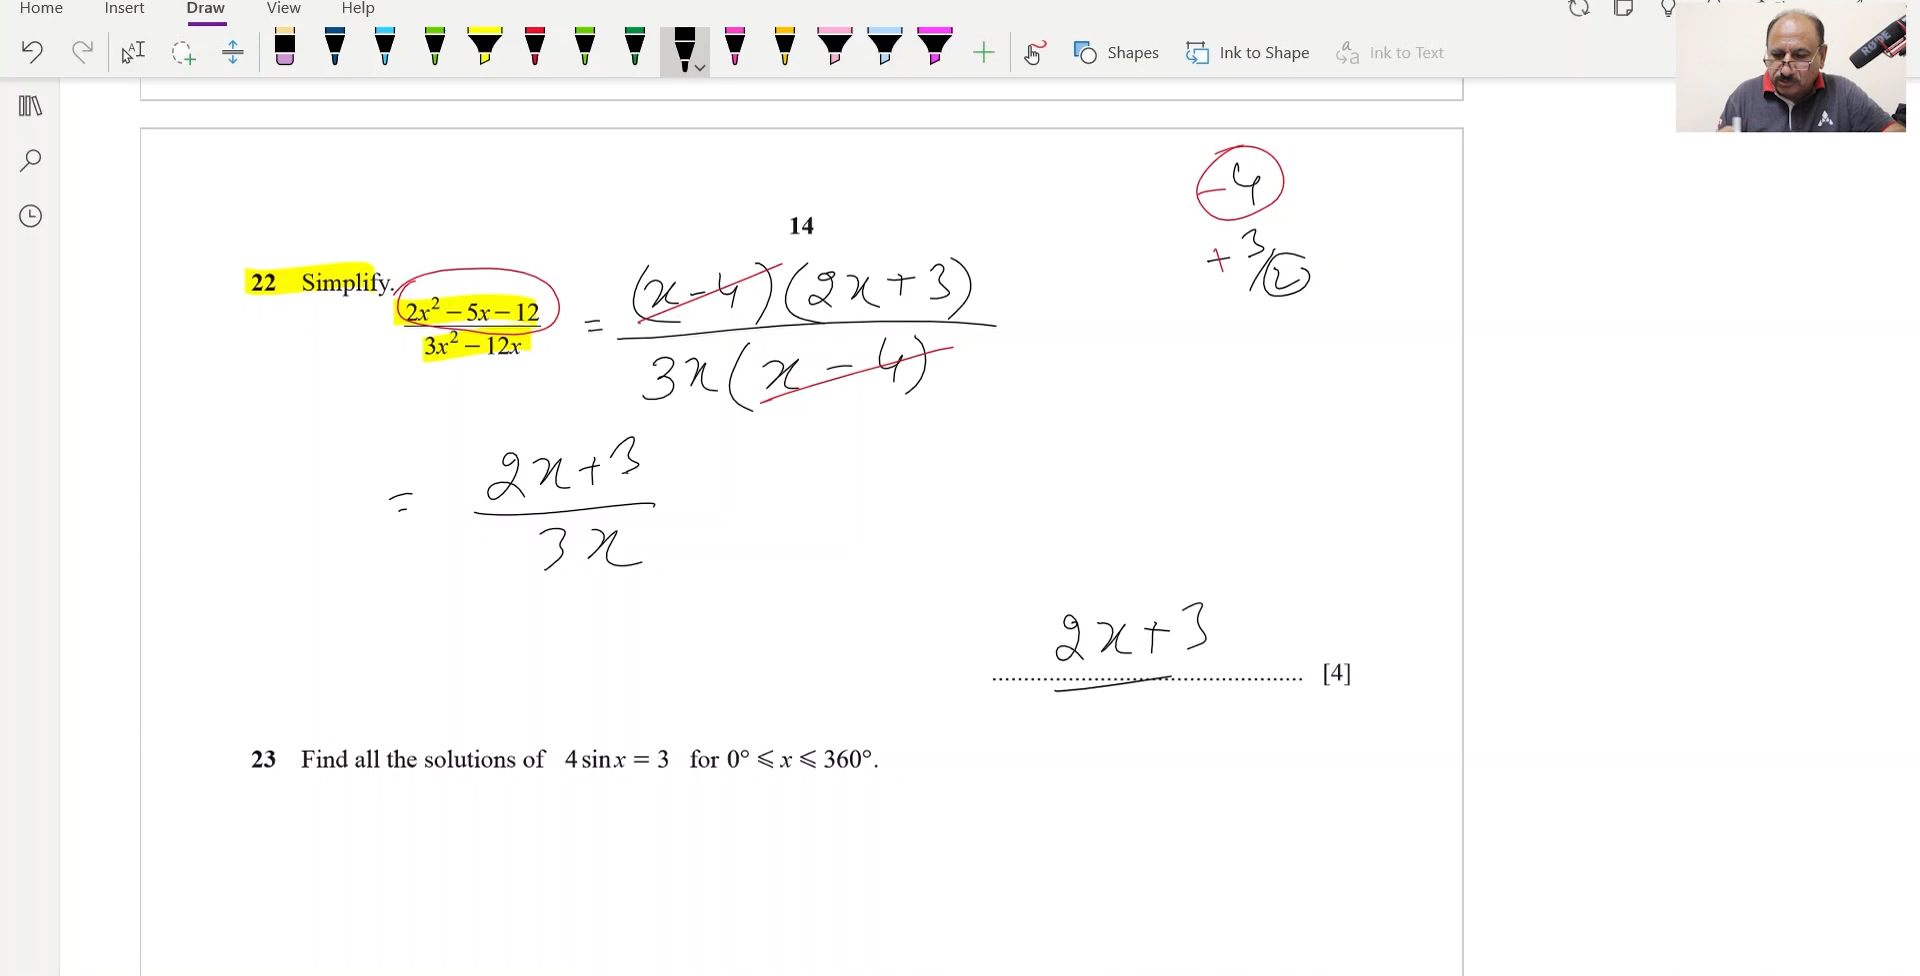 Home Insert Draw View Help
Shapes Ink to Shape Ink to Text
RØDE
-4
14
+ 3/2
22 Simplify.
2x² – 5x – 12
3x² – 12x
= (x-4)(2x+3)
3x(x-4)
= 2x+3
3x
2x+3
[4]
23 Find all the solutions of 4 sin x = 3 for 0° ⩽ x ⩽ 360°.